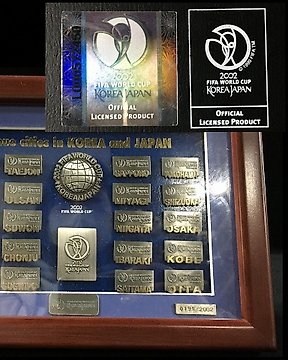 2002
FIFA WORLD CUP
KOREA JAPAN
OFFICIAL
LICENSED PRODUCT
2002
FIFA WORLD CUP
KOREA JAPAN
OFFICIAL
LICENSED PRODUCT
cities in KOREA and JAPAN
TAEJON
SAPPORO
2002
FIFA WORLD CUP
ULSAN
MIYAGI
SHIZUOKA
SUWON
NIIGATA
OSAKA
CHONJU
IBARAKI
KOBE
SAITAMA
OITA
0195/2002